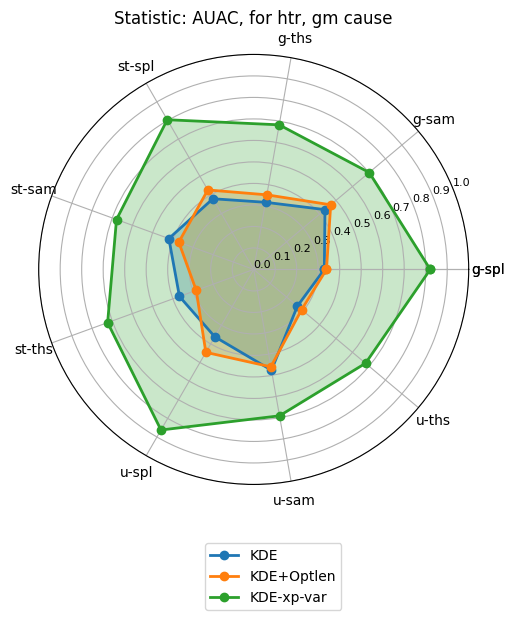 Statistic: AUAC, for htr, gm cause
g-ths
st-spl
g-sam
st-sam
1.0
0.9
0.8
0.7
0.6
0.5
0.4
0.3
0.2
0.1
0.0
g-spl
st-ths
u-ths
u-spl
u-sam
KDE
KDE+Optlen
KDE-xp-var